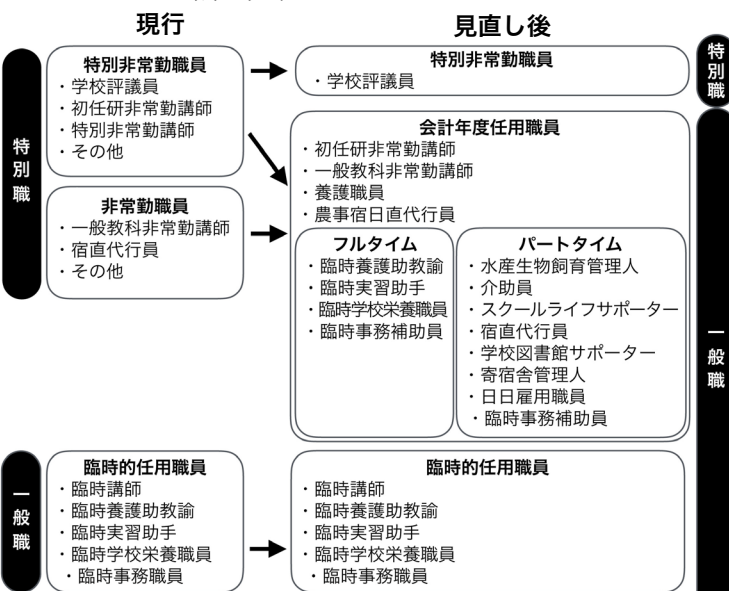 現行
見直し後
特別職
特別非常勤職員
・学校評議員
・初任研非常勤講師
・特別非常勤講師
・その他
非常勤職員
・一般教科非常勤講師
・宿直代行員
・その他
特別非常勤職員
・学校評議員
特別職
会計年度任用職員
・初任研非常勤講師
・一般教科非常勤講師
・養護職員
・農事宿日直代行員
フルタイム
・臨時養護助教諭
・臨時実習助手
・臨時学校栄養職員
・臨時事務補助員
パートタイム
・水産生物飼育管理人
・介助員
・スクールライフサポーター
・宿直代行員
・学校図書館サポーター
・寄宿舎管理人
・日日雇用職員
・臨時事務補助員
一般職
一般職
臨時的任用職員
・臨時講師
・臨時養護助教諭
・臨時実習助手
・臨時学校栄養職員
・臨時事務職員
臨時的任用職員
・臨時講師
・臨時養護助教諭
・臨時実習助手
・臨時学校栄養職員
・臨時事務職員